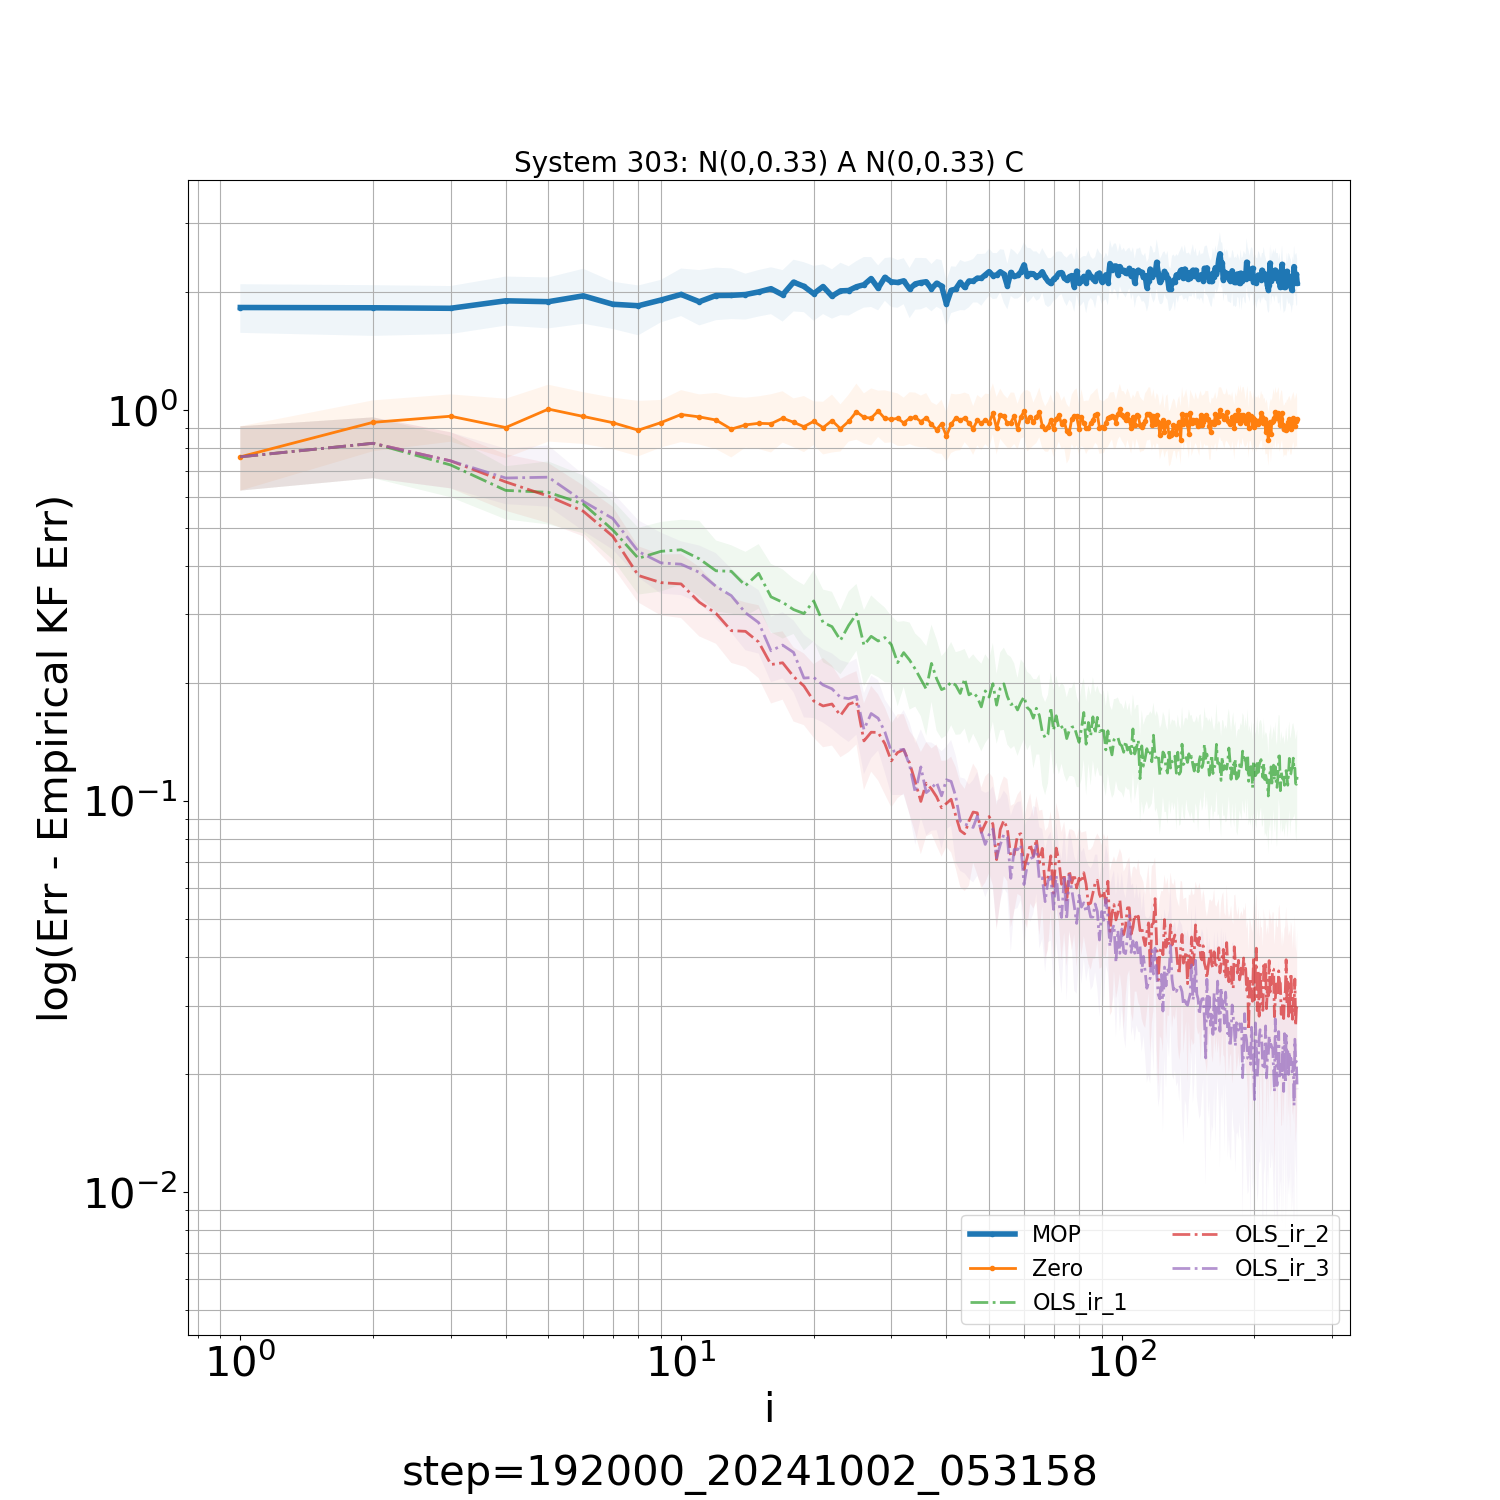 System 303: N(0,0.33) A N(0,0.33) C
log(Err - Empirical KF Err)
10⁰
10⁻¹
10⁻²
10⁰ 10¹ 10²
i
step=192000_20241002_053158
MOP
Zero
OLS_ir_1
OLS_ir_2
OLS_ir_3